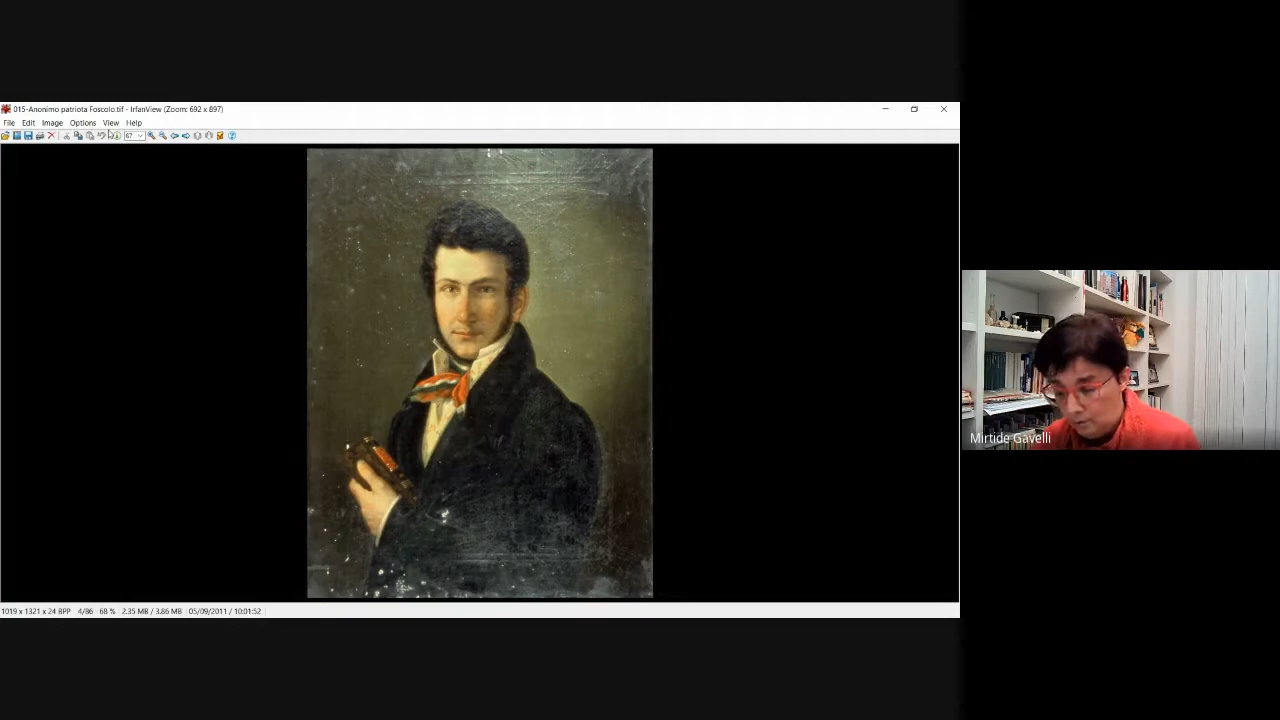 015-Anonimo patriota Foscolo.tif - IrfanView (Zoom: 692 x 897)
File Edit Image Options View Help
67
Mirtide Gavelli
1019 x 1321 x 24 BPP 4/86 68 % 2.35 MB / 3.86 MB 05/09/2011 / 10:01:52